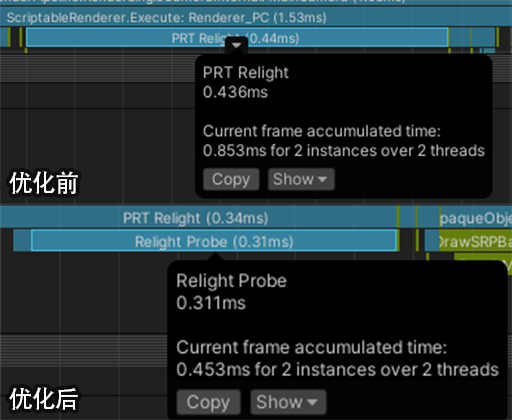 ScriptableRenderer.Execute: Renderer_PC (1.53ms)
PRT Relight (0.44ms)
PRT Relight
0.436ms
Current frame accumulated time:
0.853ms for 2 instances over 2 threads
Copy Show
优化前
PRT Relight (0.34ms)
paqueObje
Relight Probe (0.31ms)
DrawSRPBa
Relight Probe
0.311ms
Current frame accumulated time:
0.453ms for 2 instances over 2 threads
Copy Show
优化后